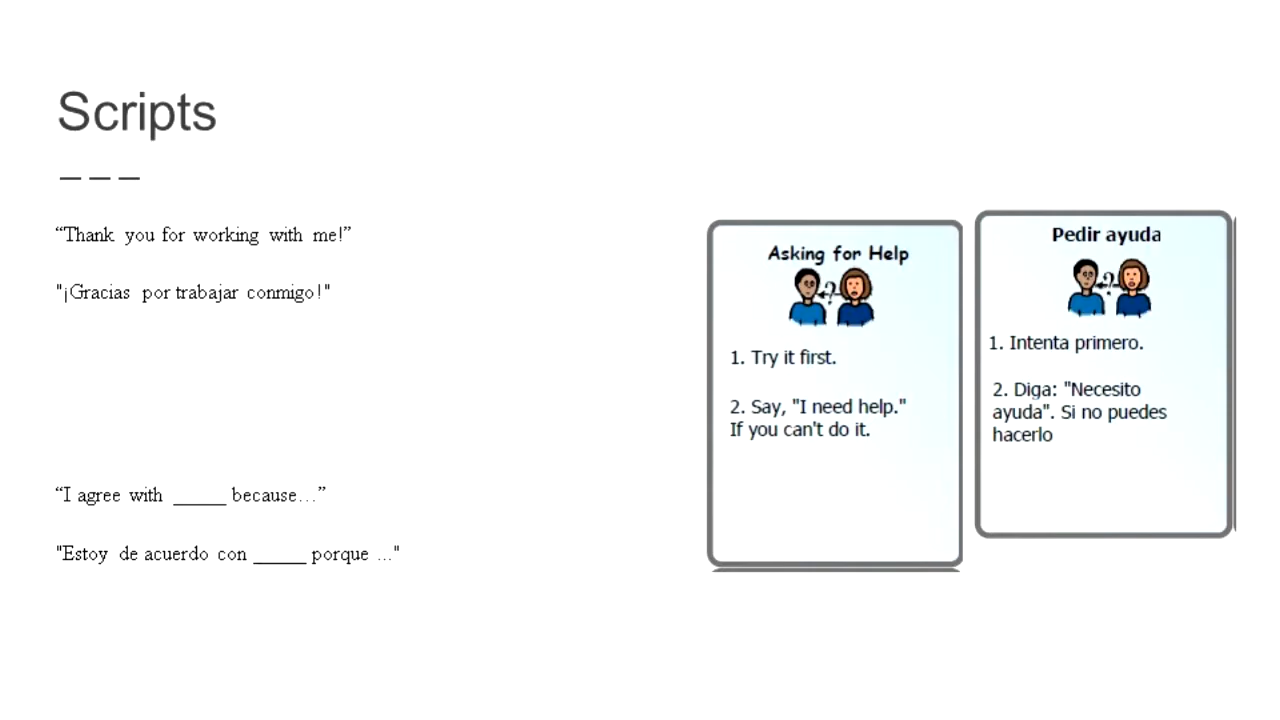 Scripts
“Thank you for working with me!”
"¡Gracias por trabajar conmigo!"
“I agree with _____ because…”
"Estoy de acuerdo con _____ porque ..."
Asking for Help
?
1. Try it first.
2. Say, "I need help."
If you can't do it.
Pedir ayuda
?
1. Intenta primero.
2. Diga: "Necesito
ayuda". Si no puedes
hacerlo